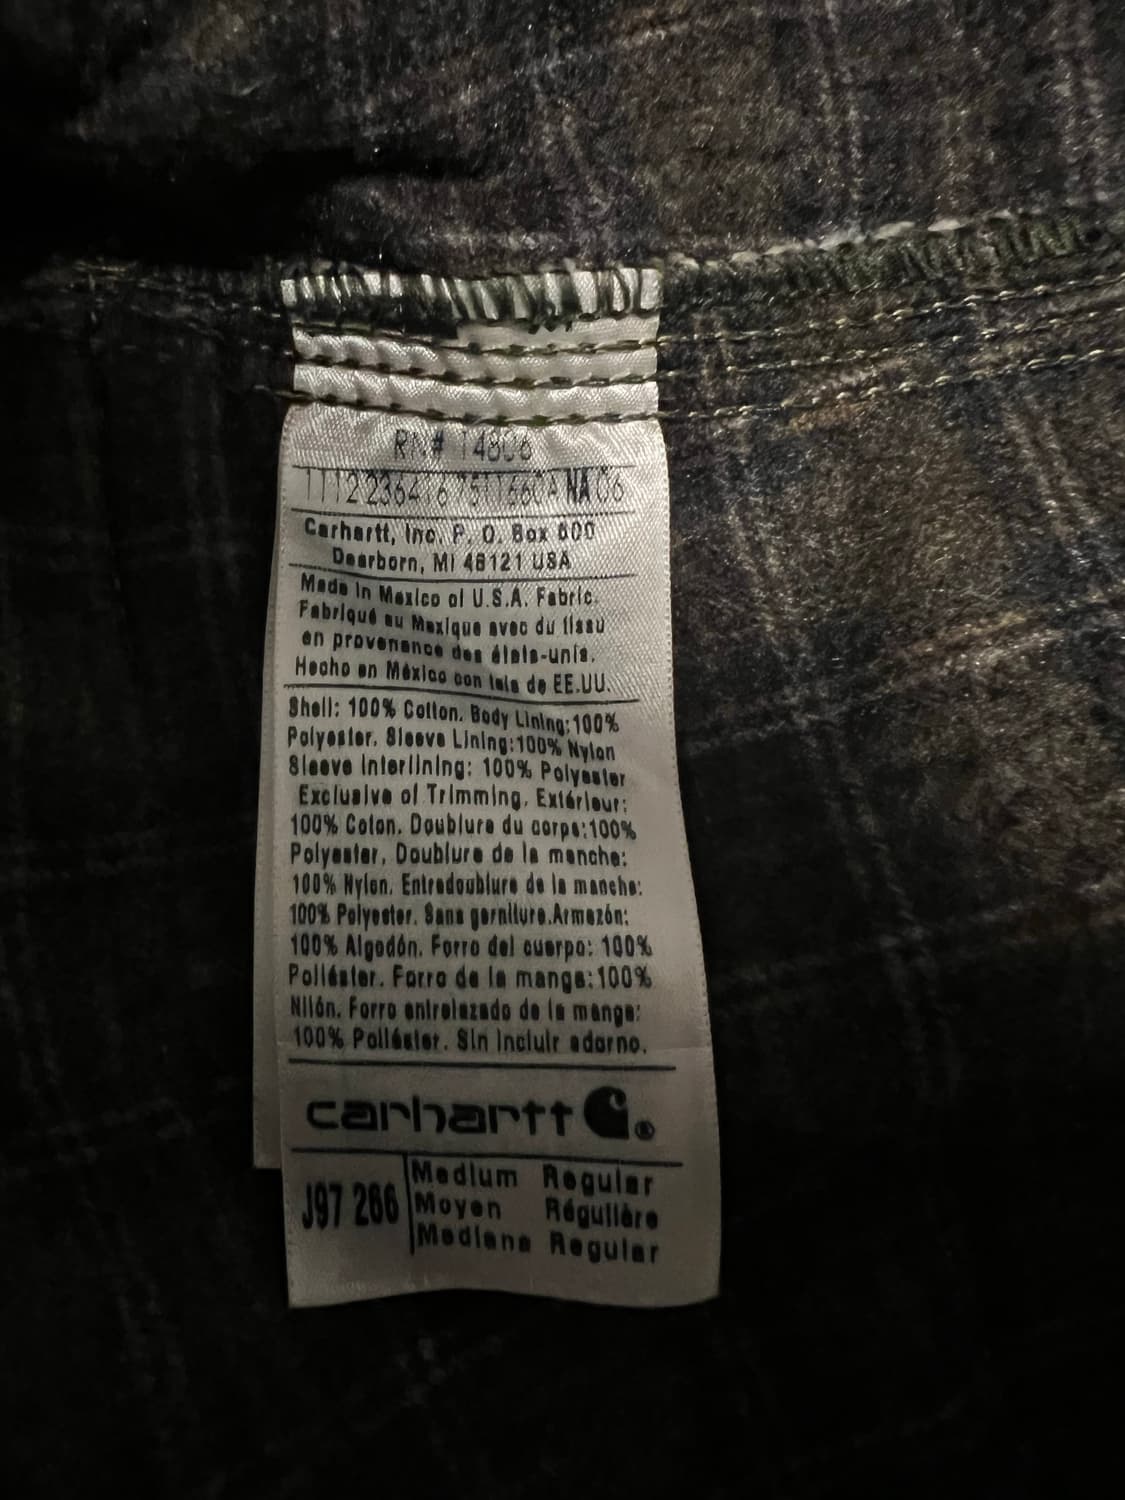 RN# 14806
NA 06
Carhartt, Inc. P. O. Box 600
Dearborn, MI 48121 USA
Made in Mexico of U.S.A. Fabric.
Fabriqué au Mexique avec du tissu
en provenance des états-unis.
Hecho en México con tela de EE.UU.
Shell: 100% Cotton. Body Lining:100%
Polyester. Sleeve Lining:100% Nylon
Sleeve Interlining: 100% Polyester
Exclusive of Trimming. Extérieur:
100% Coton. Doublure du corps:100%
Polyester. Doublure de la manche:
100% Nylon. Entredoublure de la manche:
100% Polyester. Sans garniture.Armazón:
100% Algodón. Forro del cuerpo: 100%
Poliéster. Forro de la manga:100%
Nilón. Forro entrelazado de la manga:
100% Poliéster. Sin incluir adorno.
carhartt ®
J97 266
Medium Regular
Moyen Régulière
Mediana Regular